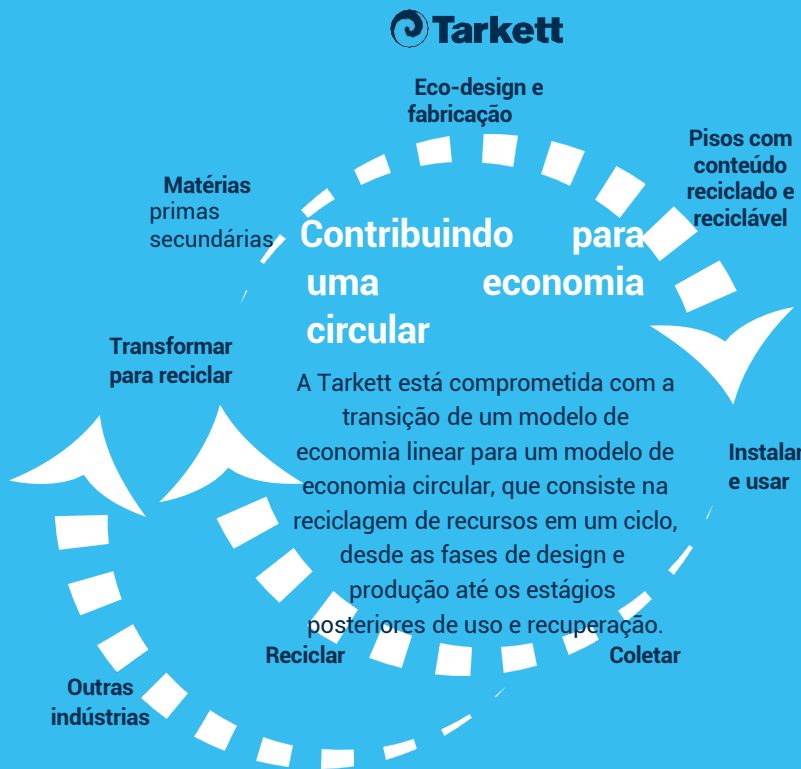 Tarkett
Eco-design e
fabricação
Pisos com
conteúdo
reciclado e
reciclável
Matérias
primas
secundárias
Contribuindo para
uma economia
circular
Transformar
para reciclar
A Tarkett está comprometida com a
transição de um modelo de
economia linear para um modelo de
economia circular, que consiste na
reciclagem de recursos em um ciclo,
desde as fases de design e
produção até os estágios
posteriores de uso e recuperação.
Instalar
e usar
Reciclar
Coletar
Outras
indústrias